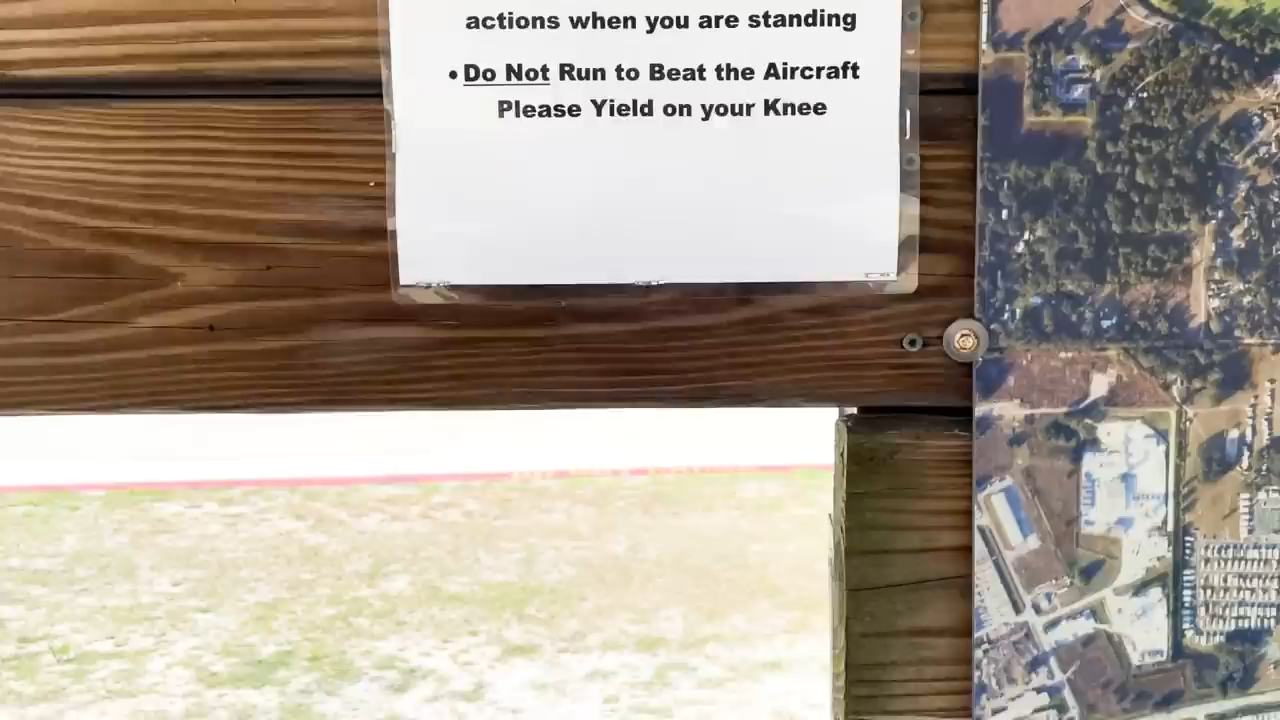 actions when you are standing
• Do Not Run to Beat the Aircraft
Please Yield on your Knee